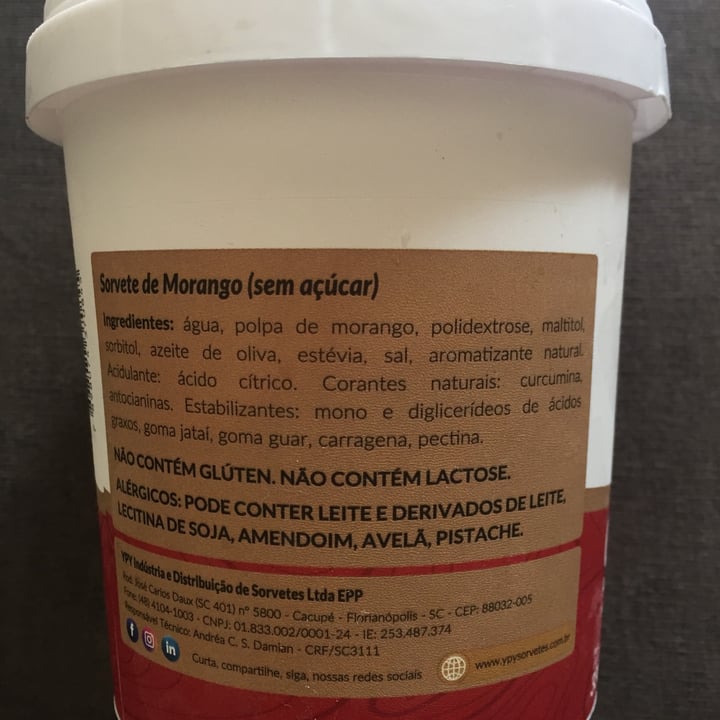 Sorvete de Morango (sem açúcar)
Ingredientes: água, polpa de morango, polidextrose, maltitol,
sorbitol, azeite de oliva, estévia, sal, aromatizante natural.
Acidulante: ácido cítrico. Corantes naturais: curcumina,
antocianinas. Estabilizantes: mono e diglicerídeos de ácidos
graxos, goma jataí, goma guar, carragena, pectina.
NÃO CONTÉM GLÚTEN. NÃO CONTÉM LACTOSE.
ALÉRGICOS: PODE CONTER LEITE E DERIVADOS DE LEITE,
LECITINA DE SOJA, AMENDOIM, AVELÃ, PISTACHE.
YPY Indústria e Distribuição de Sorvetes Ltda EPP
Rod. José Carlos Daux (SC 401) nº 5800 - Cacupé - Florianópolis - SC - CEP: 88032-005
Fone: (48) 4104-1003 - CNPJ: 01.833.002/0001-24 - IE: 253.487.374
Responsável Técnico: Andréa C. S. Damian - CRF/SC3111
Curta, compartilhe, siga, nossas redes sociais
www.ypysorvetes.com.br